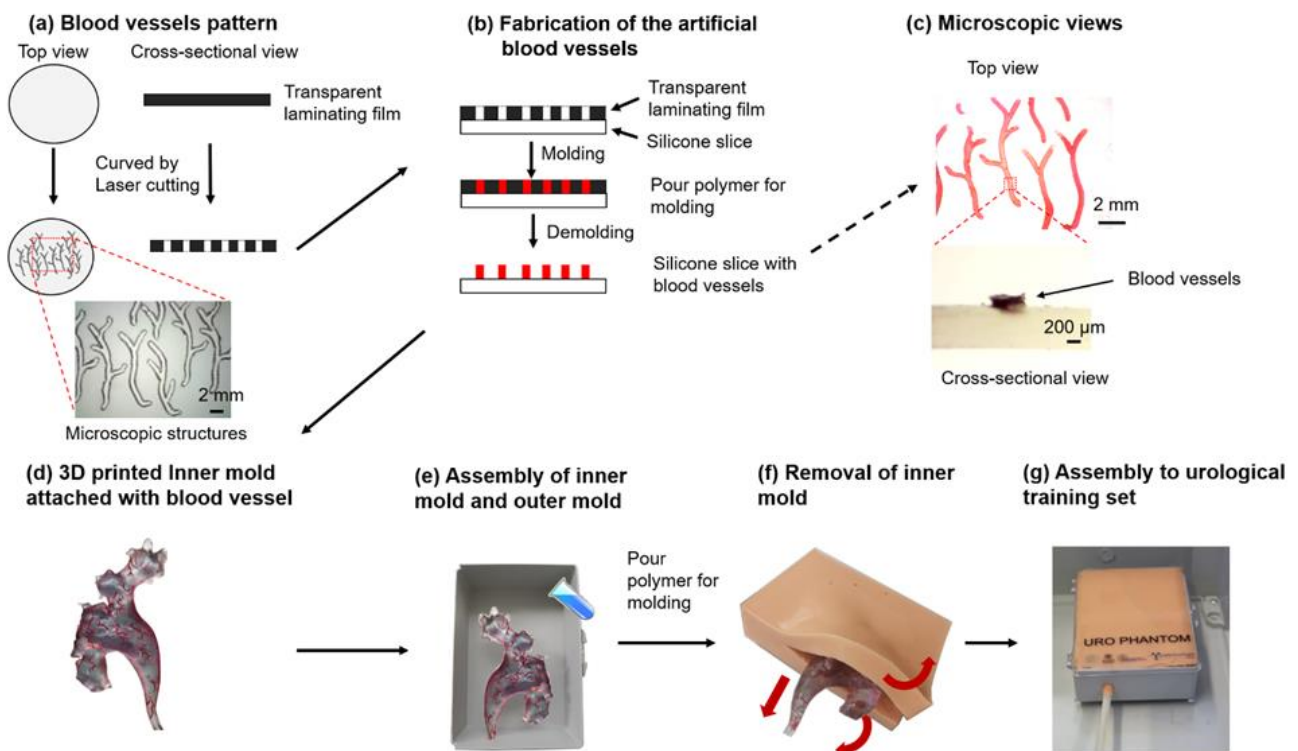 (a) Blood vessels pattern
Top view
Cross-sectional view
Transparent
laminating film
Curved by
Laser cutting
2 mm
Microscopic structures
(b) Fabrication of the artificial
blood vessels
Transparent
laminating film
Silicone slice
Molding
Pour polymer for
molding
Demolding
Silicone slice with
blood vessels
(c) Microscopic views
Top view
2 mm
Blood vessels
200 µm
Cross-sectional view
(d) 3D printed Inner mold
attached with blood vessel
(e) Assembly of inner
mold and outer mold
Pour
polymer for
molding
(f) Removal of inner
mold
(g) Assembly to urological
training set
URO PHANTOM